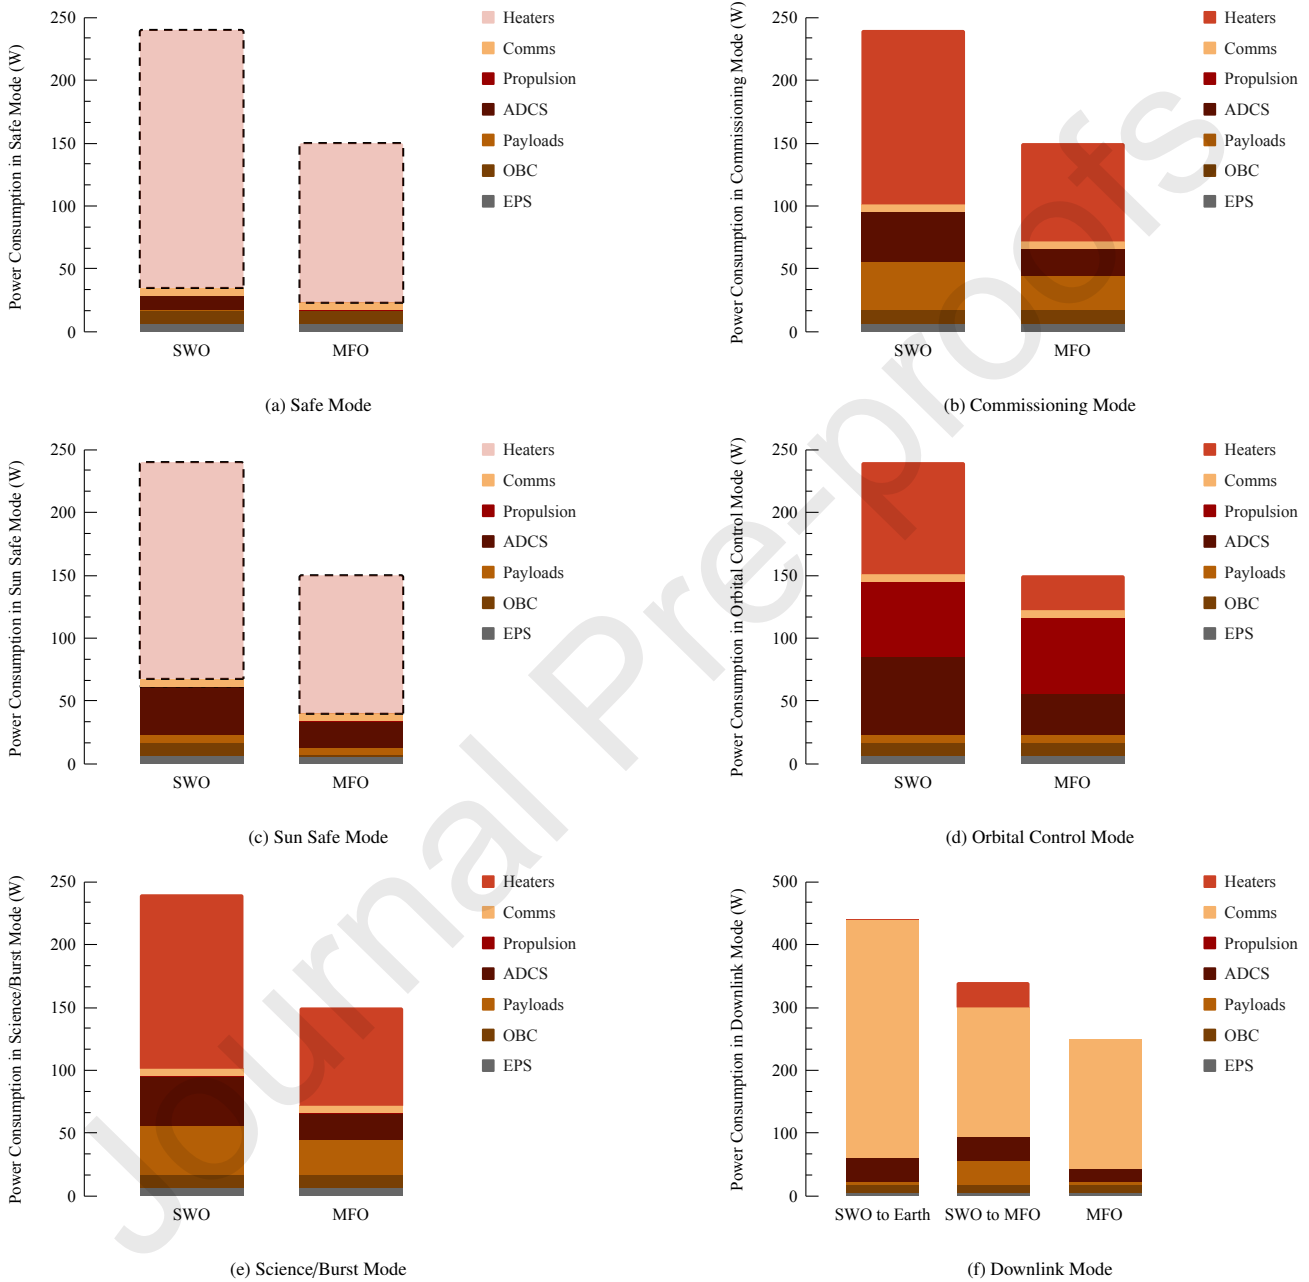 Power Consumption in Safe Mode (W)
250
200
150
100
50
0
SWO
MFO
Heaters
Comms
Propulsion
ADCS
Payloads
OBC
EPS
(a) Safe Mode
Power Consumption in Commissioning Mode (W)
250
200
150
100
50
0
SWO
MFO
Heaters
Comms
Propulsion
ADCS
Payloads
OBC
EPS
(b) Commissioning Mode
Power Consumption in Sun Safe Mode (W)
250
200
150
100
50
0
SWO
MFO
Heaters
Comms
Propulsion
ADCS
Payloads
OBC
EPS
(c) Sun Safe Mode
Power Consumption in Orbital Control Mode (W)
250
200
150
100
50
0
SWO
MFO
Heaters
Comms
Propulsion
ADCS
Payloads
OBC
EPS
(d) Orbital Control Mode
Power Consumption in Science/Burst Mode (W)
250
200
150
100
50
0
SWO
MFO
Heaters
Comms
Propulsion
ADCS
Payloads
OBC
EPS
(e) Science/Burst Mode
Power Consumption in Downlink Mode (W)
500
400
300
200
100
0
SWO to Earth
SWO to MFO
MFO
Heaters
Comms
Propulsion
ADCS
Payloads
OBC
EPS
(f) Downlink Mode
Journal Pre-proofs